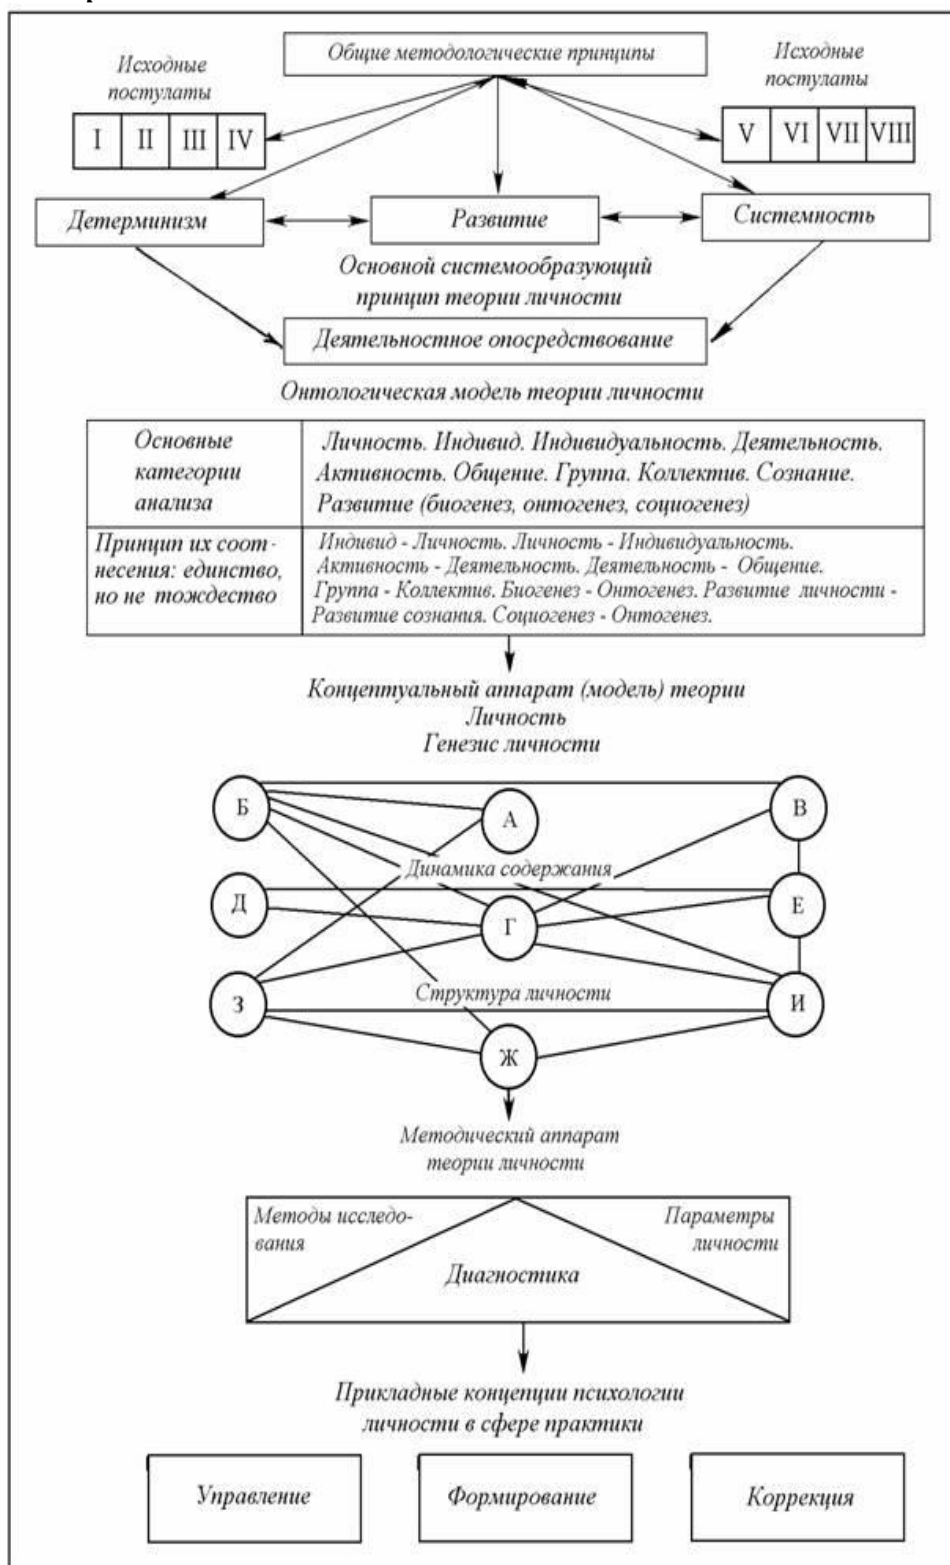 Общие методологические принципы
Исходные
постулаты
Исходные
постулаты
I II III IV
V VI VII VIII
Детерминизм
Развитие
Системность
Основной системообразующий
принцип теории личности
Деятельностное опосредствование
Онтологическая модель теории личности
Основные
категории
анализа
Личность. Индивид. Индивидуальность. Деятельность.
Активность. Общение. Группа. Коллектив. Сознание.
Развитие (биогенез, онтогенез, социогенез)
Принцип их соот-
несения: единство,
но не тождество
Индивид - Личность. Личность - Индивидуальность.
Активность - Деятельность. Деятельность - Общение.
Группа - Коллектив. Биогенез - Онтогенез. Развитие личности -
Развитие сознания. Социогенез - Онтогенез.
Концептуальный аппарат (модель) теории
Личность
Генезис личности
Б
А
В
Динамика содержания
Д
Г
Е
З
Структура личности
И
Ж
Методический аппарат
теории личности
Методы исследо-
вания
Параметры
личности
Диагностика
Прикладные концепции психологии
личности в сфере практики
Управление
Формирование
Коррекция